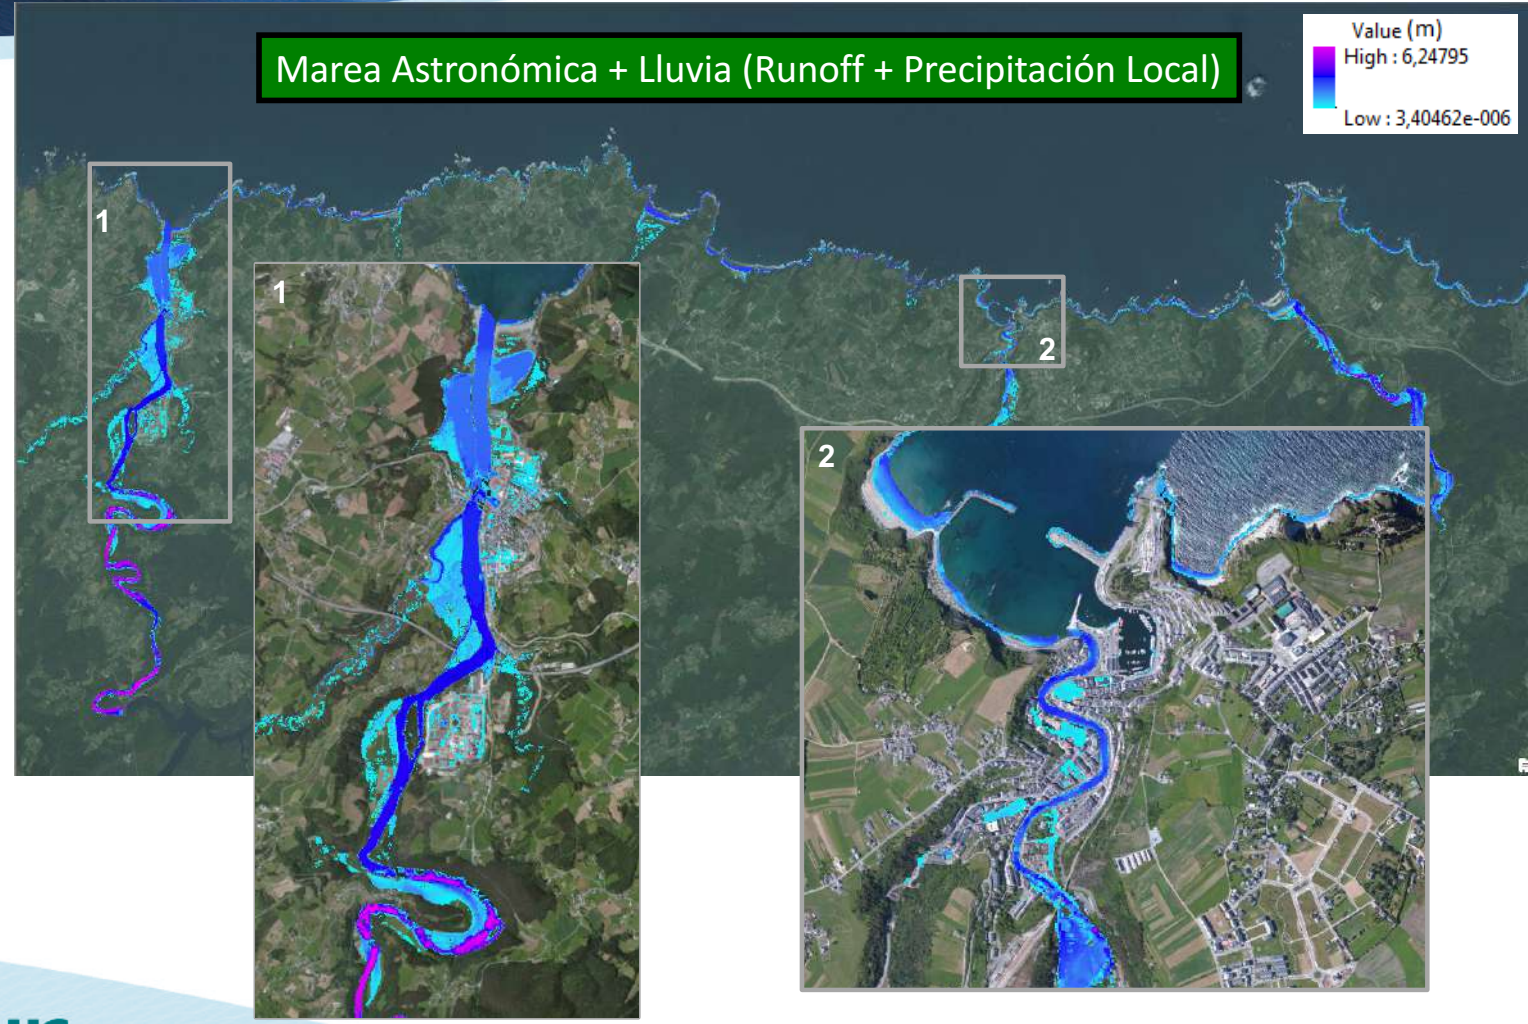 Marea Astronómica + Lluvia (Runoff + Precipitación Local)
Value (m)
High : 6,24795
Low : 3,40462e-006
1
2
1
2